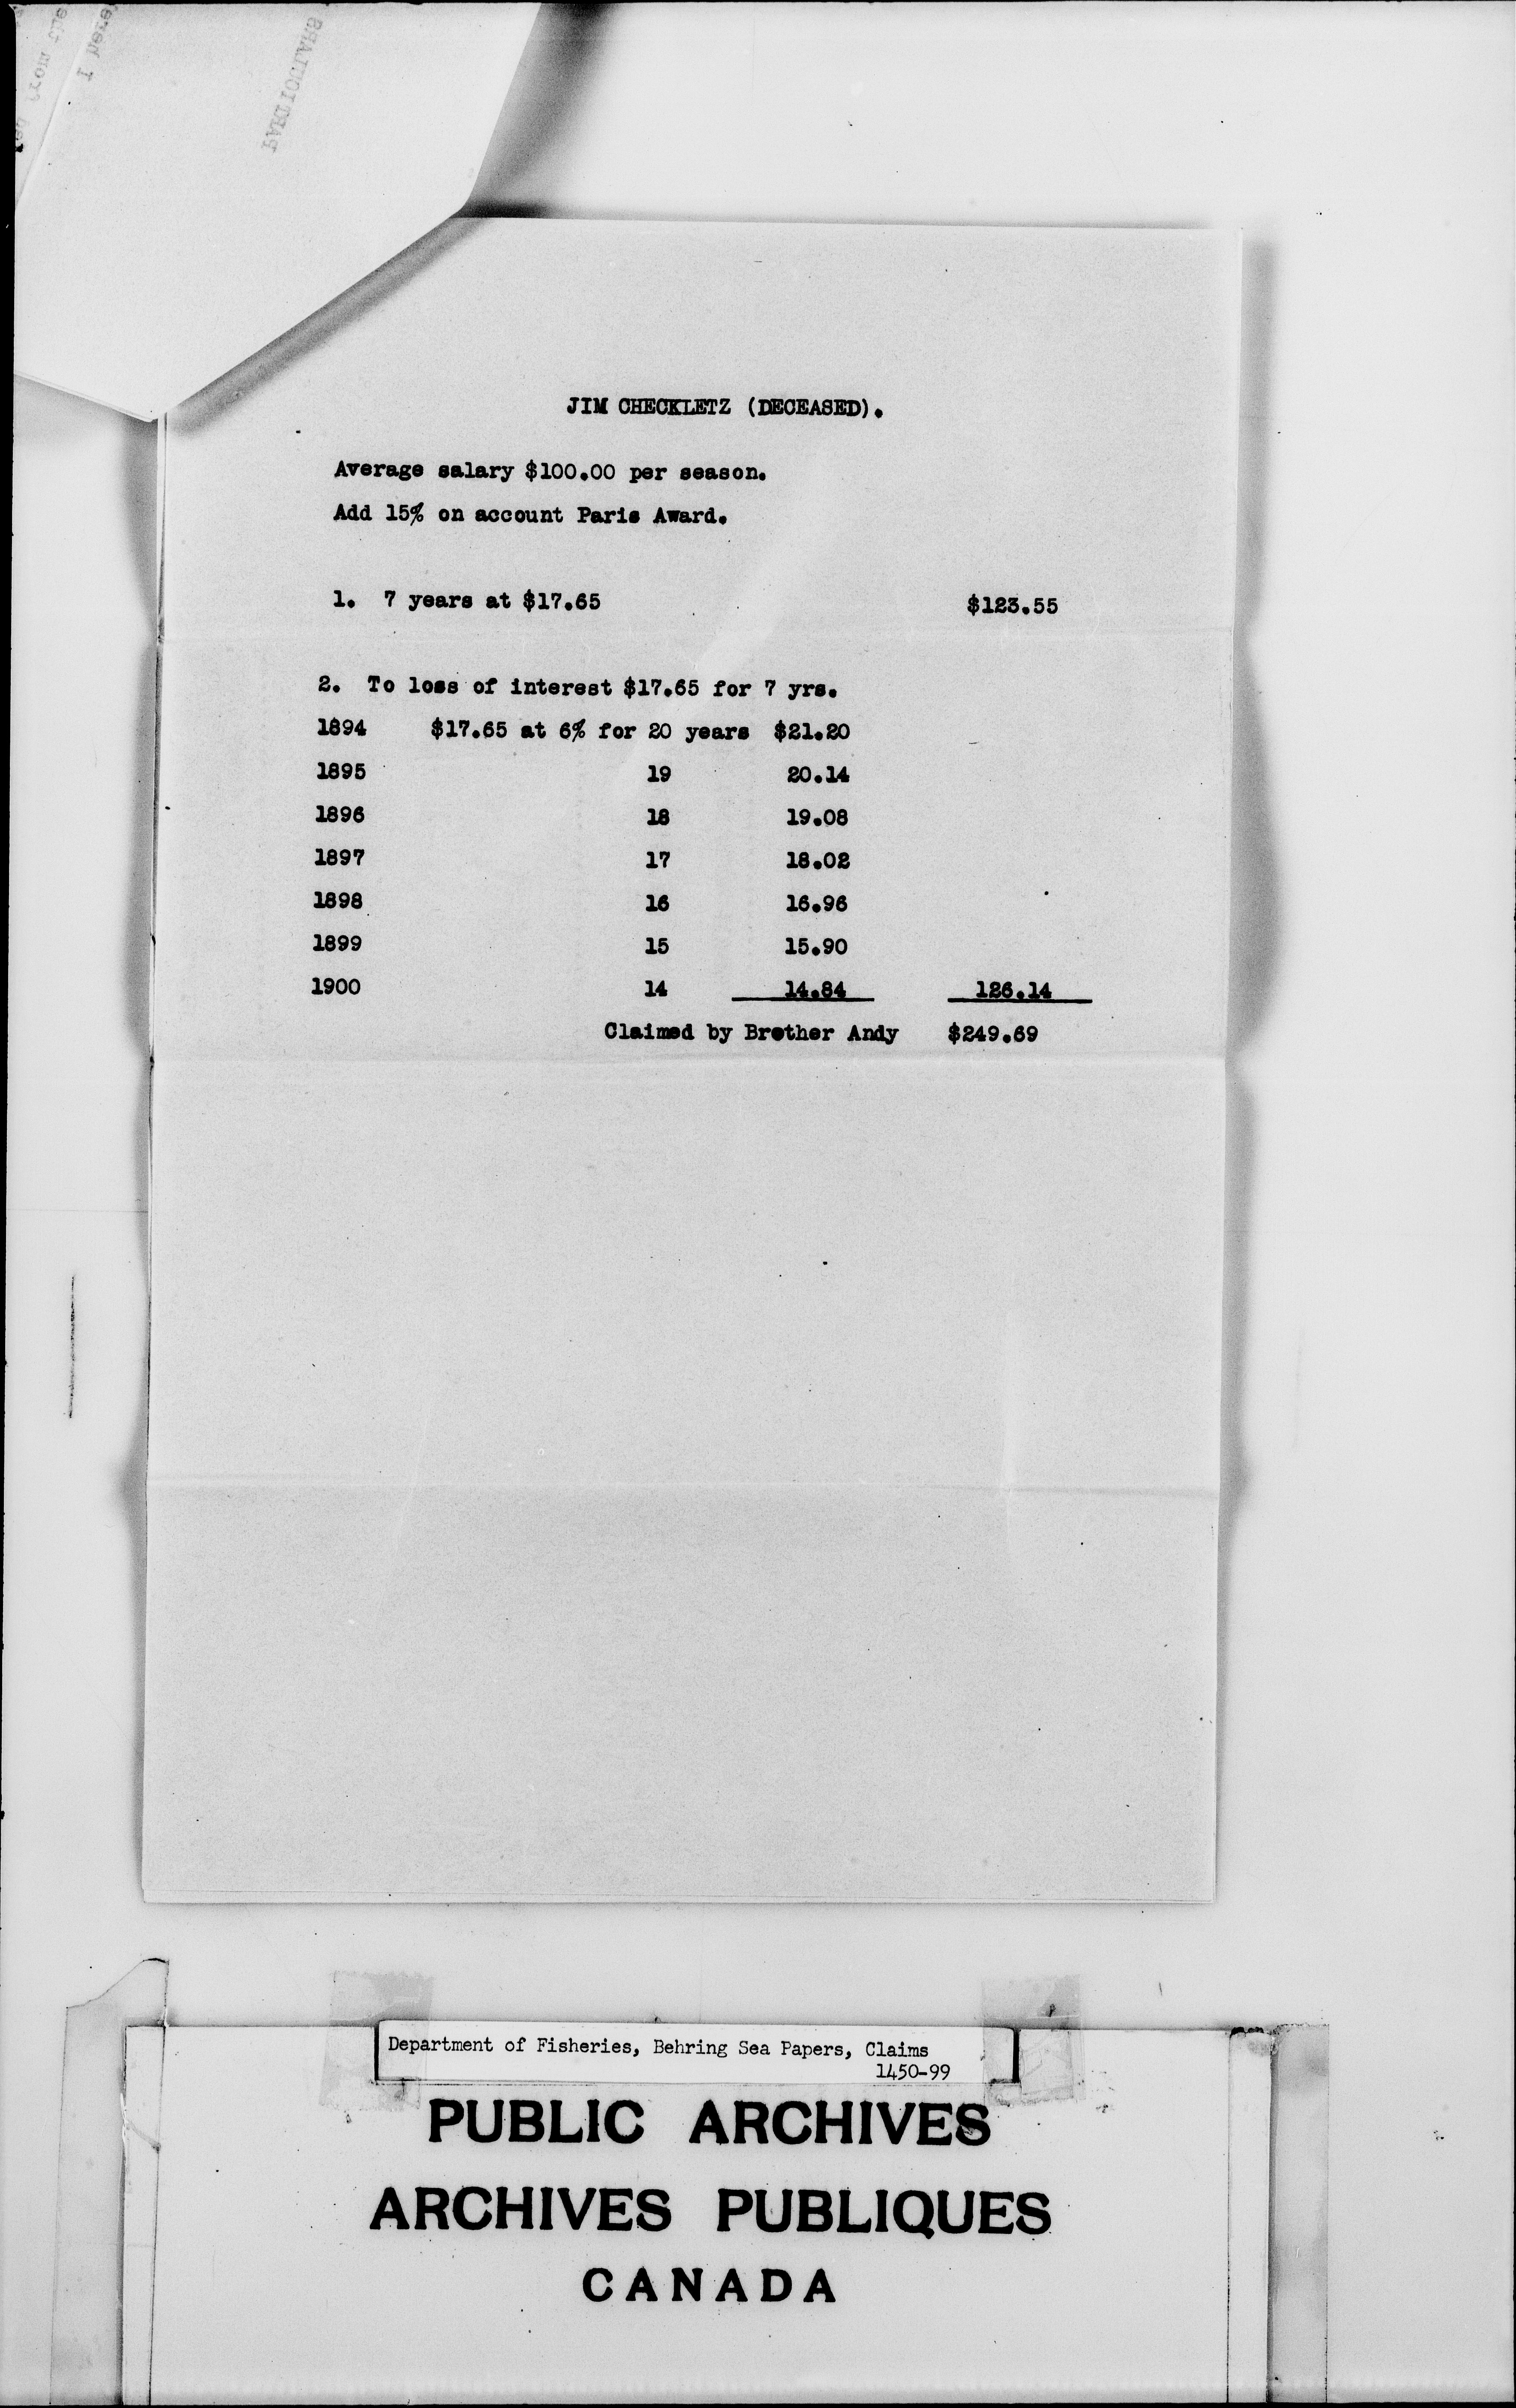 PARTICULARS
JIM CHECKLETZ (DECEASED).
Average salary $100.00 per season.
Add 15% on account Paris Award.
1. 7 years at $17.65 $123.55
2. To loss of interest $17.65 for 7 yrs.
1894 $17.65 at 6% for 20 years $21.20
1895 19 20.14
1896 18 19.08
1897 17 18.02
1898 16 16.96
1899 15 15.90
1900 14 14.84 126.14
Claimed by Brother Andy $249.69
Department of Fisheries, Behring Sea Papers, Claims
1450-99
PUBLIC ARCHIVES
ARCHIVES PUBLIQUES
CANADA